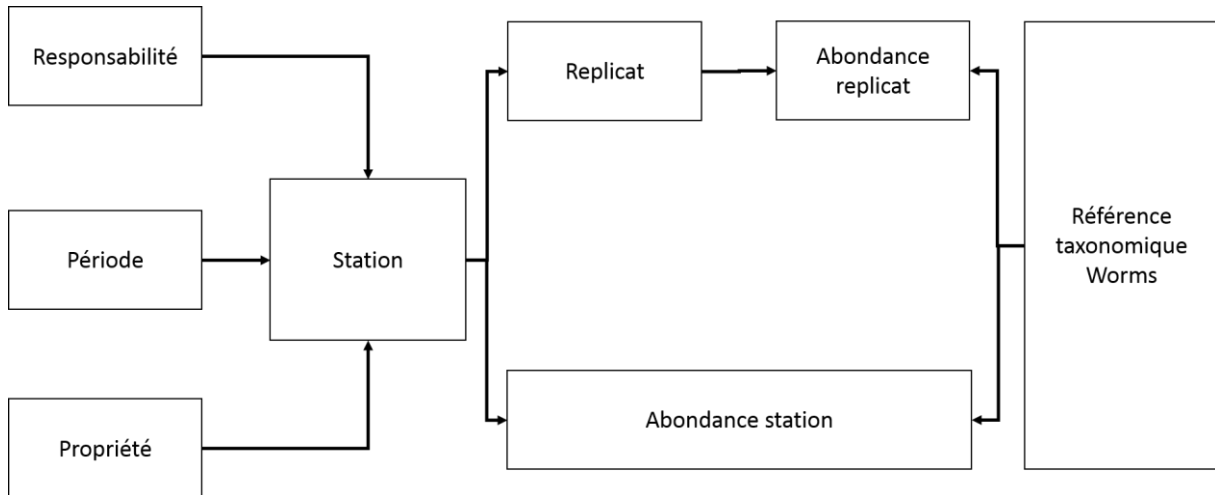 Responsabilité
Replicat
Abondance
replicat
Période
Station
Référence
taxonomique
Worms
Propriété
Abondance station